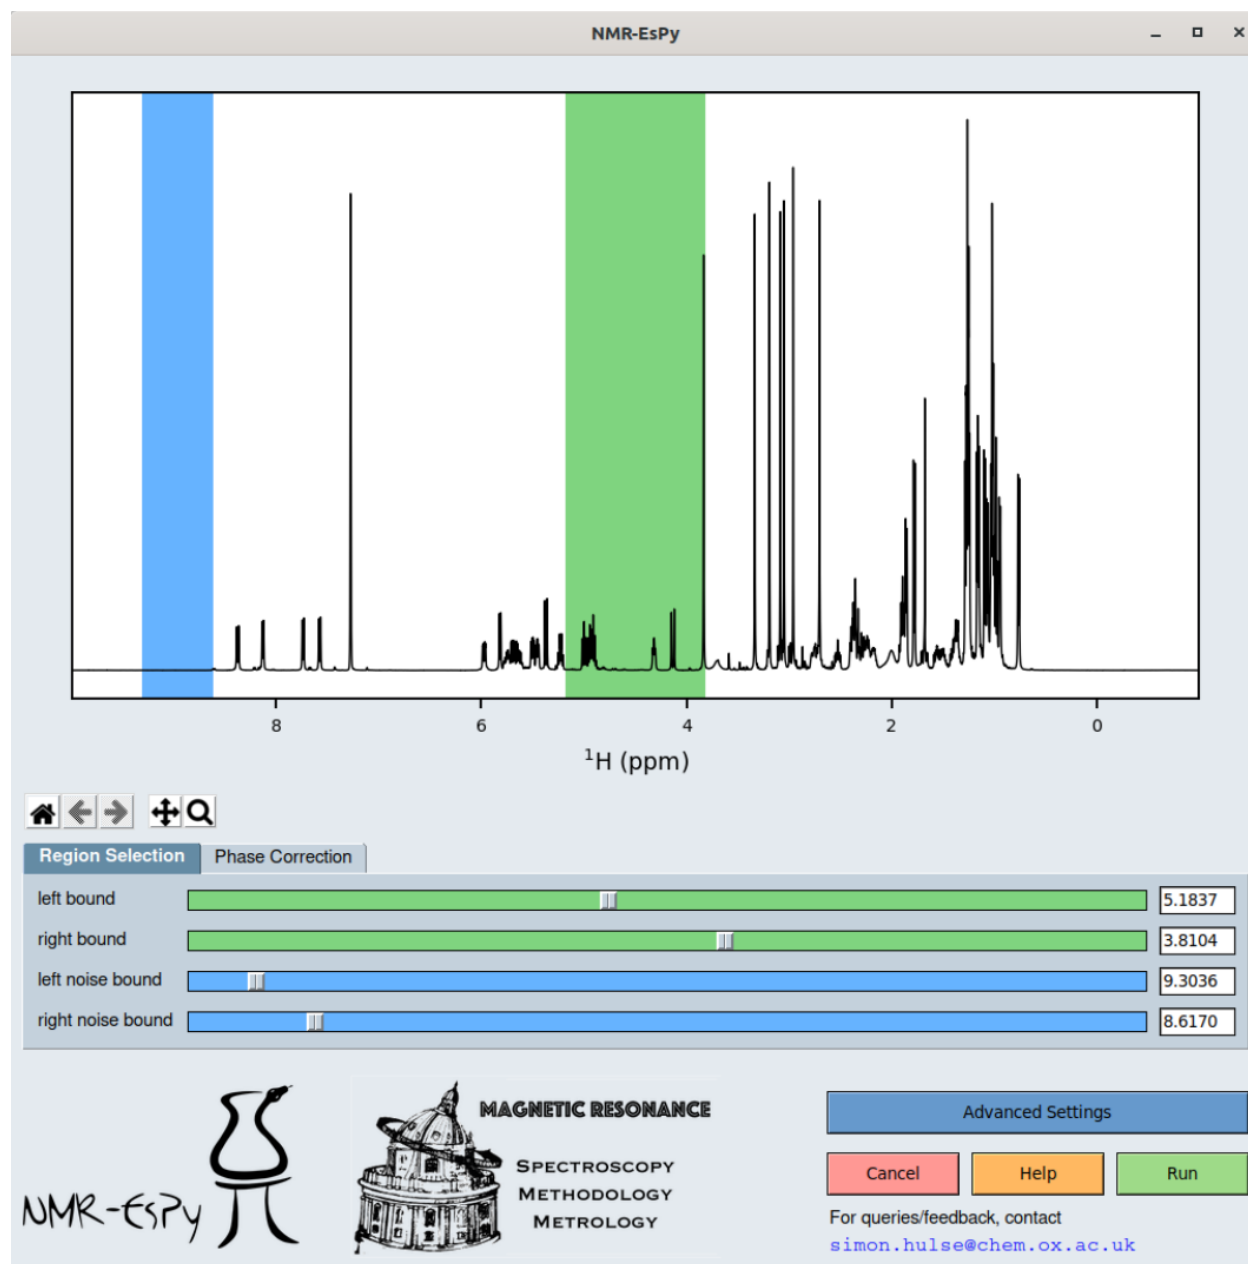 NMR-EsPy
8 6 4 2 0
¹H (ppm)
Region Selection Phase Correction
left bound 5.1837
right bound 3.8104
left noise bound 9.3036
right noise bound 8.6170
NMR-EsPy
MAGNETIC RESONANCE
SPECTROSCOPY
METHODOLOGY
METROLOGY
Advanced Settings
Cancel Help Run
For queries/feedback, contact
simon.hulse@chem.ox.ac.uk